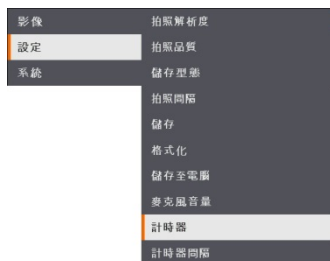 影像
設定
系統
拍照解析度
拍照品質
儲存型態
拍照間隔
儲存
格式化
儲存至電腦
麥克風音量
計時器
計時器間隔